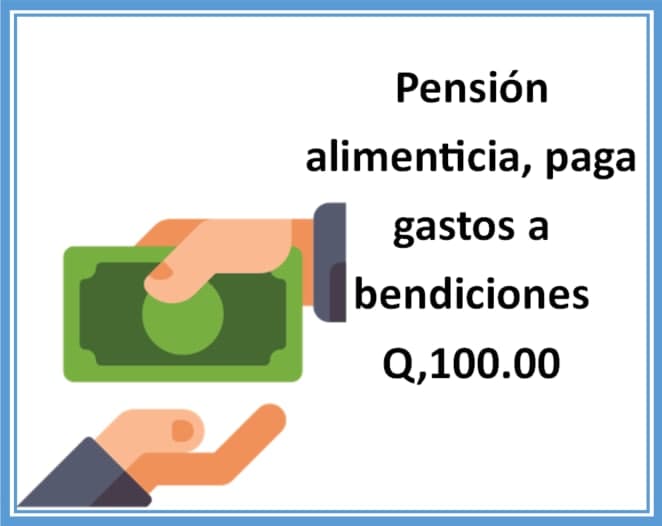 Pensión
alimenticia, paga
gastos a
bendiciones
Q,100.00